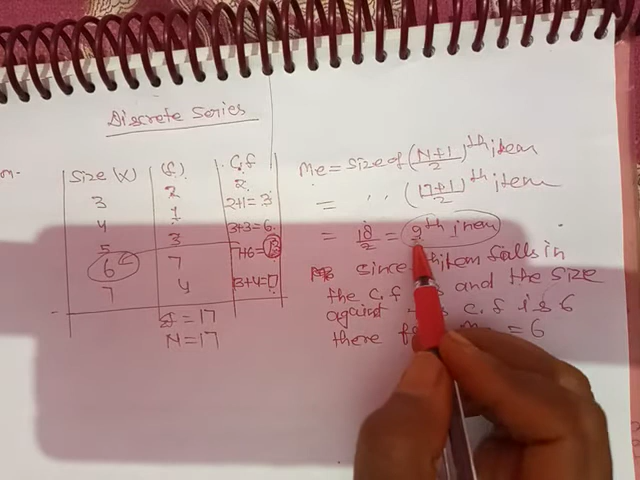 Discrete Series
Size (X) (f) C.f
3 2 2
4 1 2+1=3
5 3 3+3=6
6 7 7+6=13
7 4 13+4=17
Σf = 17
N=17
Me = Size of (N+1/2)th item
= ,, (17+1/2)th item
= 18/2 = 9th item
Since item falls in
the C.f and the size
against C.f is 6
there = 6